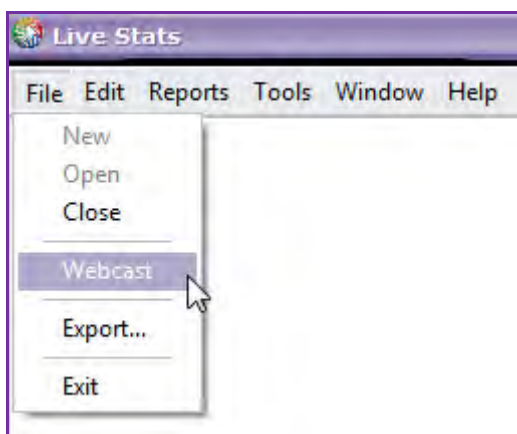 Live Stats
File Edit Reports Tools Window Help
New
Open
Close
Webcast
Export...
Exit